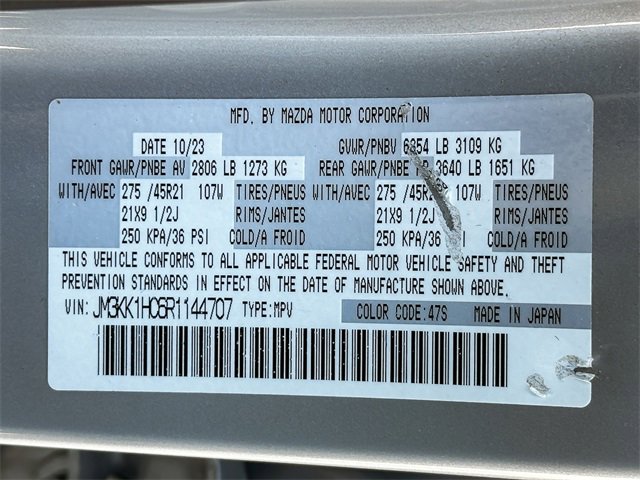 MFD. BY MAZDA MOTOR CORPORATION
DATE 10/23 GVWR/PNBV 6854 LB 3109 KG
FRONT GAWR/PNBE AV 2806 LB 1273 KG REAR GAWR/PNBE 3640 LB 1651 KG
WITH/AVEC 275 /45R21 107W TIRES/PNEUS WITH/AVEC 275 /45R21 107W TIRES/PNEUS
21X9 1/2J RIMS/JANTES 21X9 1/2J RIMS/JANTES
250 KPA/36 PSI COLD/A FROID 250 KPA/36 PSI COLD/A FROID
THIS VEHICLE CONFORMS TO ALL APPLICABLE FEDERAL MOTOR VEHICLE SAFETY AND THEFT
PREVENTION STANDARDS IN EFFECT ON THE DATE OF MANUFACTURE SHOWN ABOVE.
VIN: JM3KK1HC6R1144707 TYPE:MPV COLOR CODE:47S MADE IN JAPAN